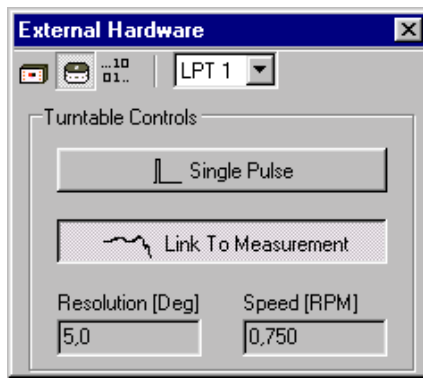 External Hardware
...10
01..
LPT 1
Turntable Controls
Single Pulse
Link To Measurement
Resolution [Deg] Speed [RPM]
5,0 0,750